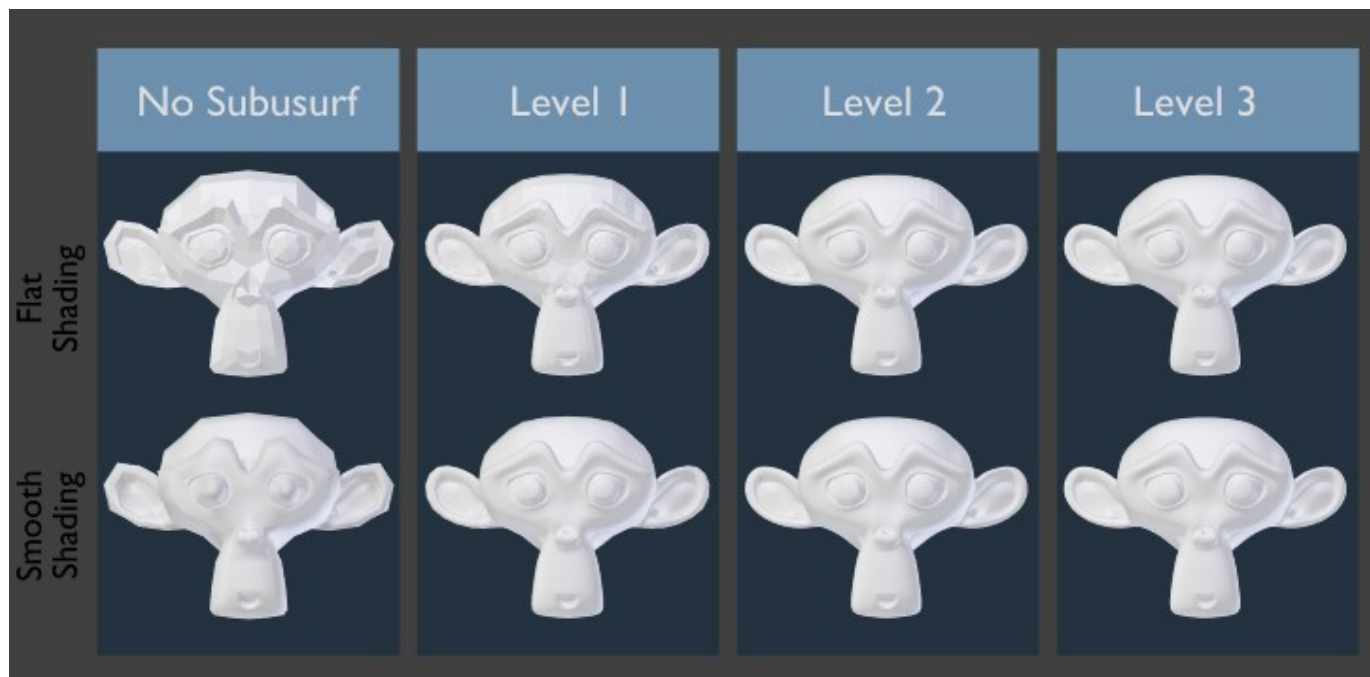 No Subusurf
Level 1
Level 2
Level 3
Flat
Shading
Smooth
Shading